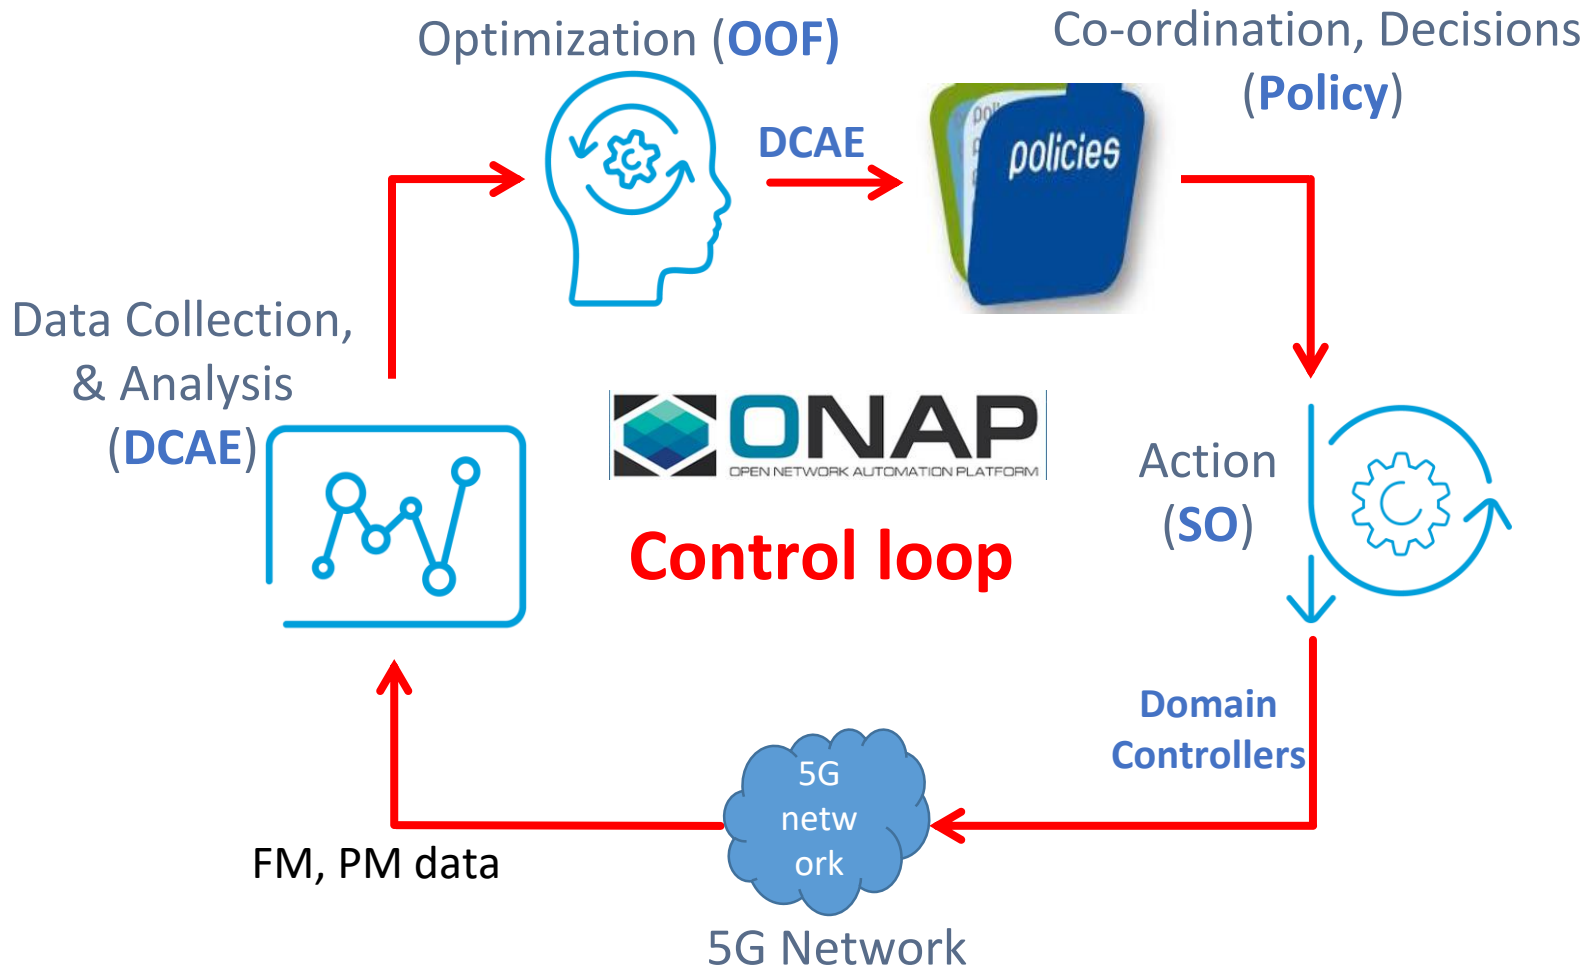 Optimization (OOF)
Co-ordination, Decisions
(Policy)
DCAE
policies
Data Collection,
& Analysis
(DCAE)
ONAP
OPEN NETWORK AUTOMATION PLATFORM
Control loop
Action
(SO)
Domain
Controllers
5G
netw
ork
FM, PM data
5G Network